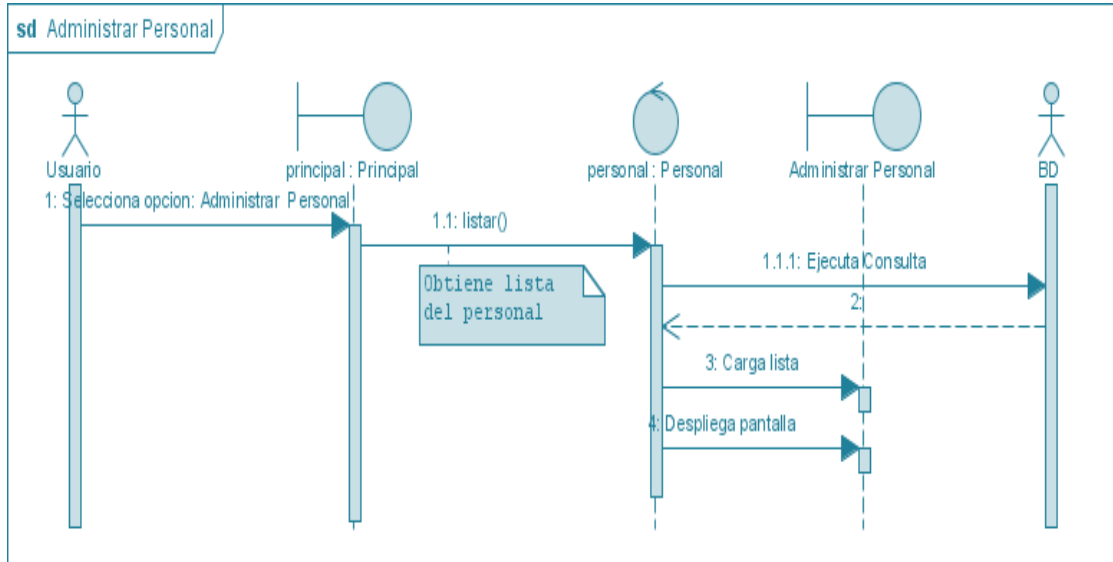 sd Administrar Personal
Usuario
principal : Principal
personal : Personal
Administrar Personal
BD
1: Selecciona opcion: Administrar Personal
1.1: listar()
Obtiene lista
del personal
1.1.1: Ejecuta Consulta
2:
3: Carga lista
4: Despliega pantalla